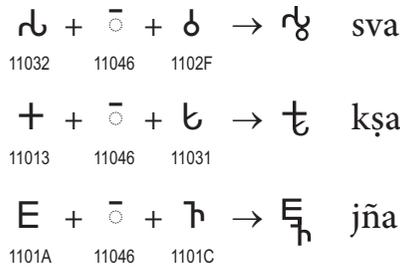 𑀲 + 𑁆 + 𑀯 → 𑀲𑁆𑀯 sva
11032 11046 1102F
𑀓 + 𑁆 + 𑀱 → 𑀓𑁆𑀱 kṣa
11013 11046 11031
𑀚 + 𑁆 + 𑀜 → 𑀚𑁆𑀜 jña
1101A 11046 1101C